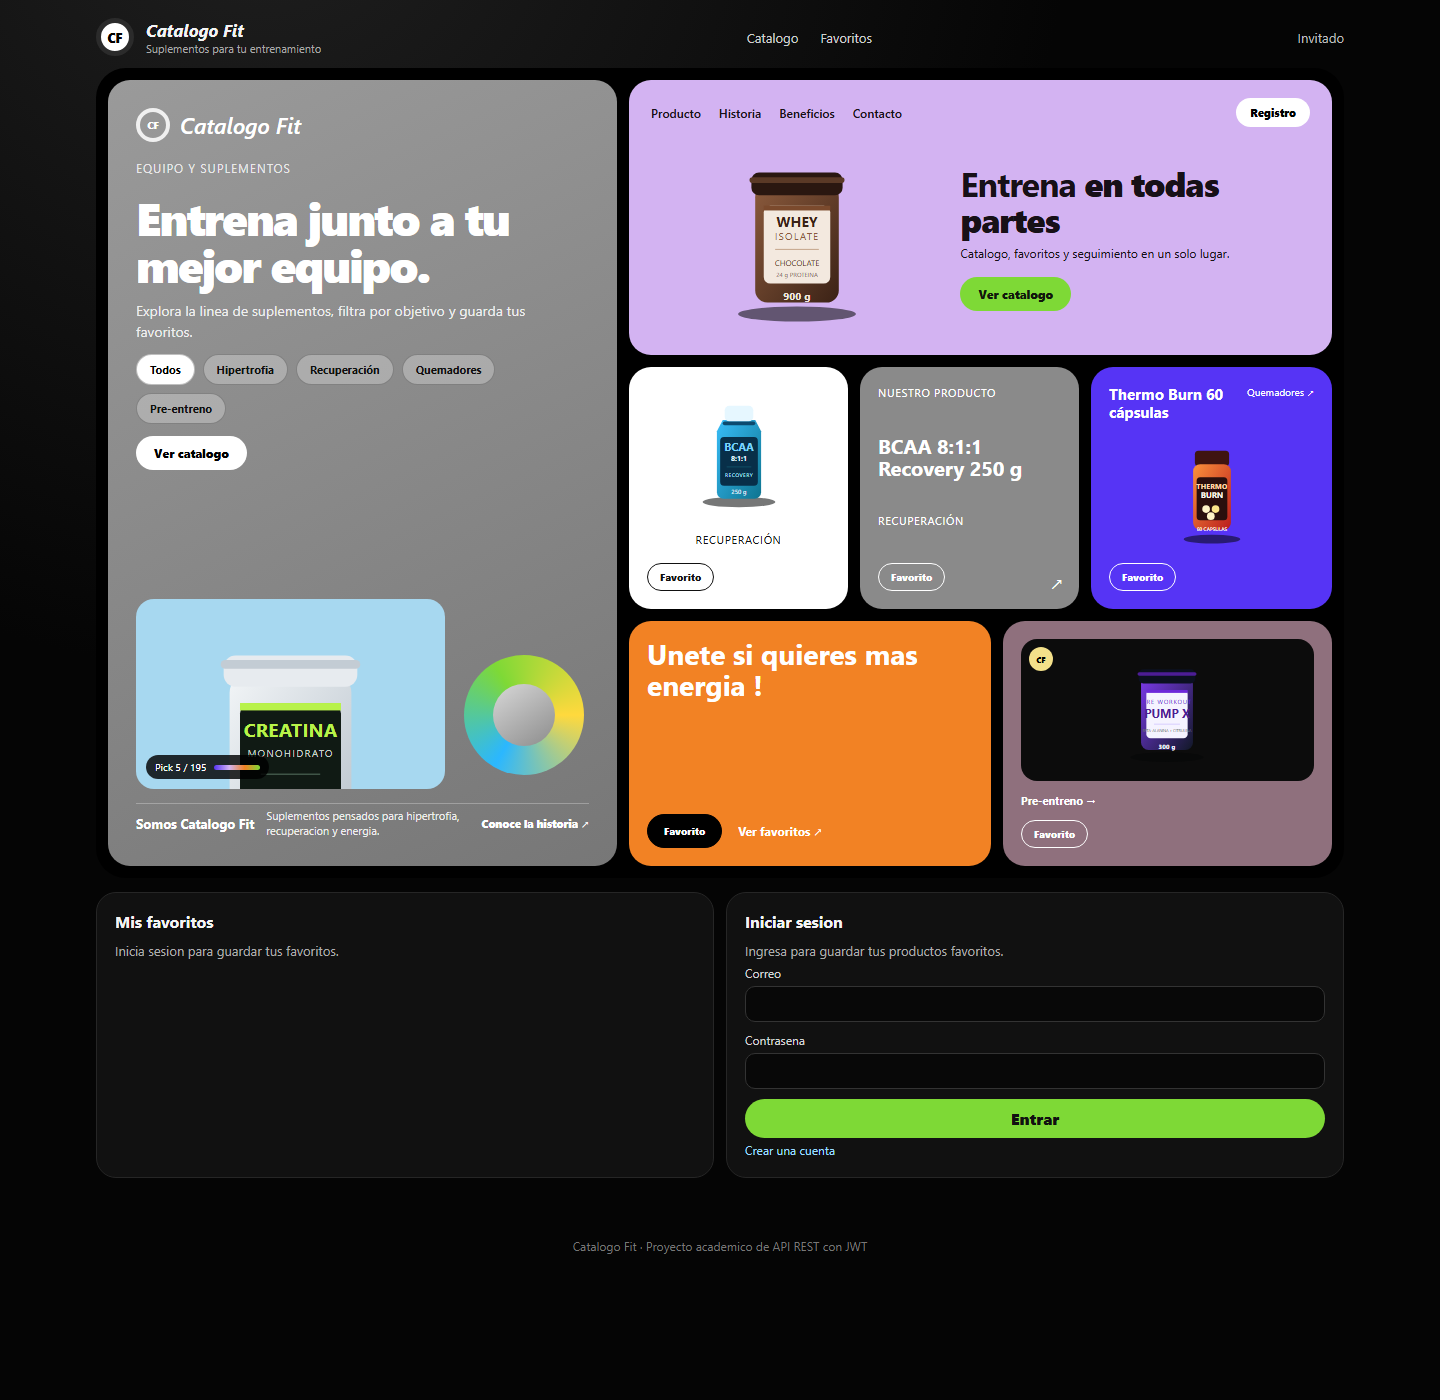 CF
Catalogo Fit
Suplementos para tu entrenamiento
Catalogo
Favoritos
Invitado
CF
Catalogo Fit
EQUIPO Y SUPLEMENTOS
Entrena junto a tu
mejor equipo.
Explora la linea de suplementos, filtra por objetivo y guarda tus
favoritos.
Todos
Hipertrofia
Recuperación
Quemadores
Pre-entreno
Ver catalogo
CREATINA
MONOHIDRATO
Pick 5 / 195
Somos Catalogo Fit
Suplementos pensados para hipertrofia,
recuperacion y energia.
Conoce la historia ↗
Producto
Historia
Beneficios
Contacto
Registro
WHEY
ISOLATE
CHOCOLATE
24 g PROTEINA
900 g
Entrena en todas
partes
Catalogo, favoritos y seguimiento en un solo lugar.
Ver catalogo
BCAA
8:1:1
RECOVERY
250 g
RECUPERACIÓN
Favorito
NUESTRO PRODUCTO
BCAA 8:1:1
Recovery 250 g
RECUPERACIÓN
Favorito
↗
Thermo Burn 60
cápsulas
Quemadores ↗
THERMO
BURN
60 CAPSULAS
Favorito
Unete si quieres mas
energia !
Favorito
Ver favoritos ↗
CF
PUMP X
300 g
Pre-entreno →
Favorito
Mis favoritos
Inicia sesion para guardar tus favoritos.
Iniciar sesion
Ingresa para guardar tus productos favoritos.
Correo
Contrasena
Entrar
Crear una cuenta
Catalogo Fit · Proyecto academico de API REST con JWT